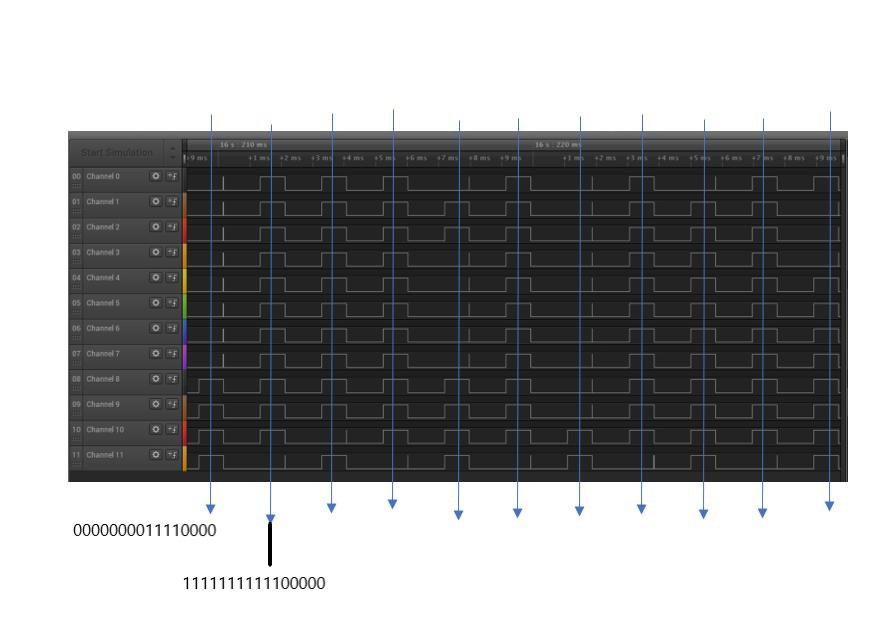 Start Simulation
16 s : 210 ms
16 s : 220 ms
+9 ms +1 ms +2 ms +3 ms +4 ms +5 ms +6 ms +7 ms +8 ms +9 ms +1 ms +2 ms +3 ms +4 ms +5 ms +6 ms +7 ms +8 ms +9 ms
00 Channel 0
01 Channel 1
02 Channel 2
03 Channel 3
04 Channel 4
05 Channel 5
06 Channel 6
07 Channel 7
08 Channel 8
09 Channel 9
10 Channel 10
11 Channel 11
0000000011110000
1111111111100000